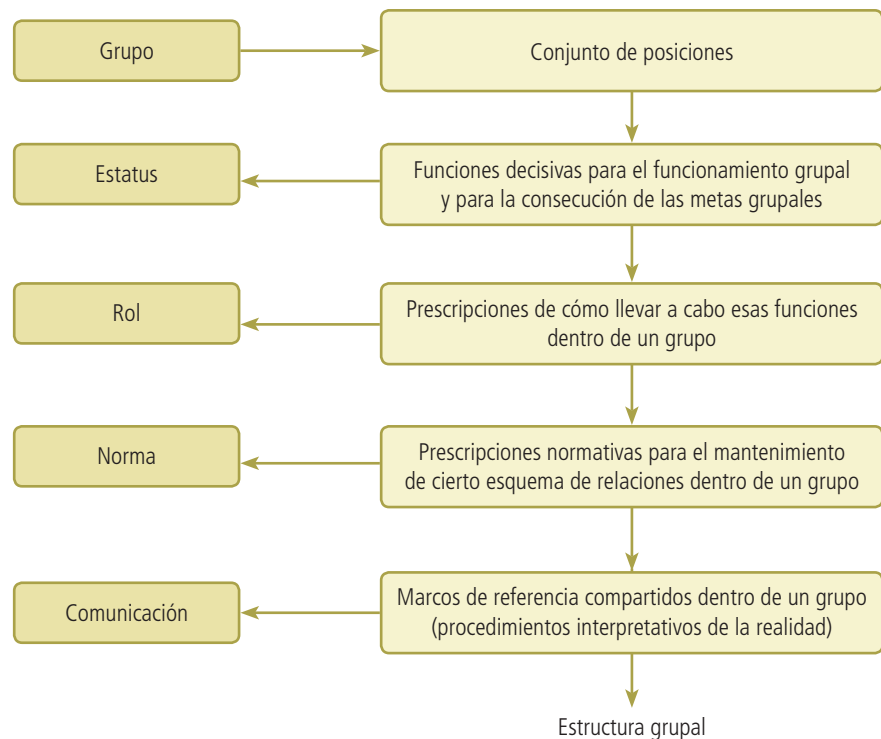 Grupo
Conjunto de posiciones
Estatus
Funciones decisivas para el funcionamiento grupal
y para la consecución de las metas grupales
Rol
Prescripciones de cómo llevar a cabo esas funciones
dentro de un grupo
Norma
Prescripciones normativas para el mantenimiento
de cierto esquema de relaciones dentro de un grupo
Comunicación
Marcos de referencia compartidos dentro de un grupo
(procedimientos interpretativos de la realidad)
Estructura grupal